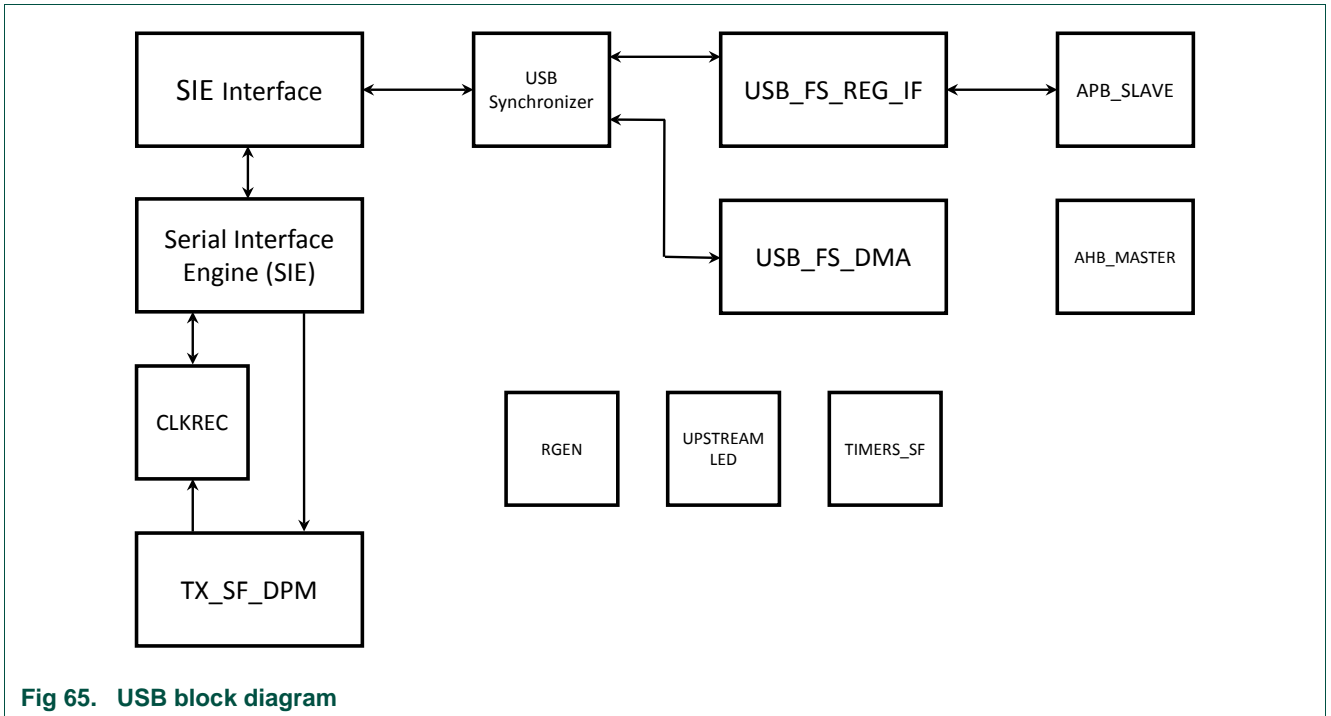 SIE Interface
USB
Synchronizer
USB_FS_REG_IF
APB_SLAVE
Serial Interface
Engine (SIE)
USB_FS_DMA
AHB_MASTER
CLKREC
RGEN
UPSTREAM
LED
TIMERS_SF
TX_SF_DPM
Fig 65. USB block diagram